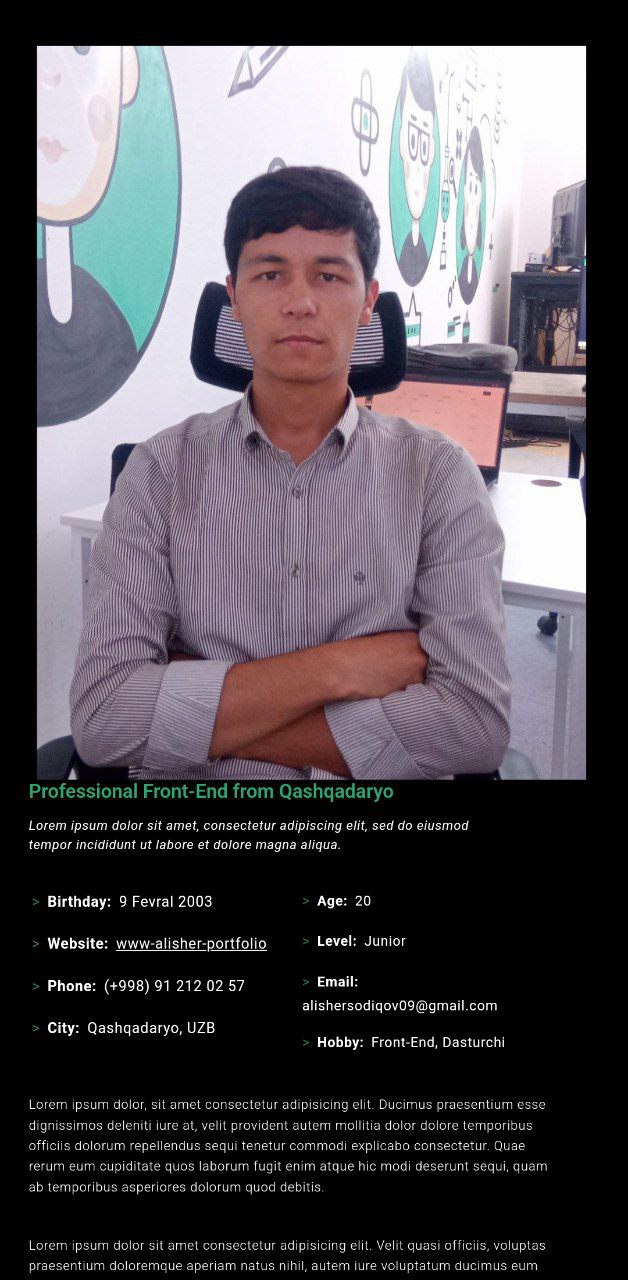 Professional Front-End from Qashqadaryo
Lorem ipsum dolor sit amet, consectetur adipiscing elit, sed do eiusmod
tempor incididunt ut labore et dolore magna aliqua.
> Birthday: 9 Fevral 2003
> Website: www-alisher-portfolio
> Phone: (+998) 91 212 02 57
> City: Qashqadaryo, UZB
> Age: 20
> Level: Junior
> Email:
alishersodiqov09@gmail.com
> Hobby: Front-End, Dasturchi
Lorem ipsum dolor, sit amet consectetur adipisicing elit. Ducimus praesentium esse
dignissimos deleniti iure at, velit provident autem mollitia dolor dolore temporibus
officiis dolorum repellendus sequi tenetur commodi explicabo consectetur. Quae
rerum eum cupiditate quos laborum fugit enim atque hic modi deserunt sequi, quam
ab temporibus asperiores dolorum quod debitis.
Lorem ipsum dolor sit amet consectetur adipisicing elit. Velit quasi officiis, voluptas
praesentium doloremque aperiam natus nihil, autem iure voluptatum ducimus eum